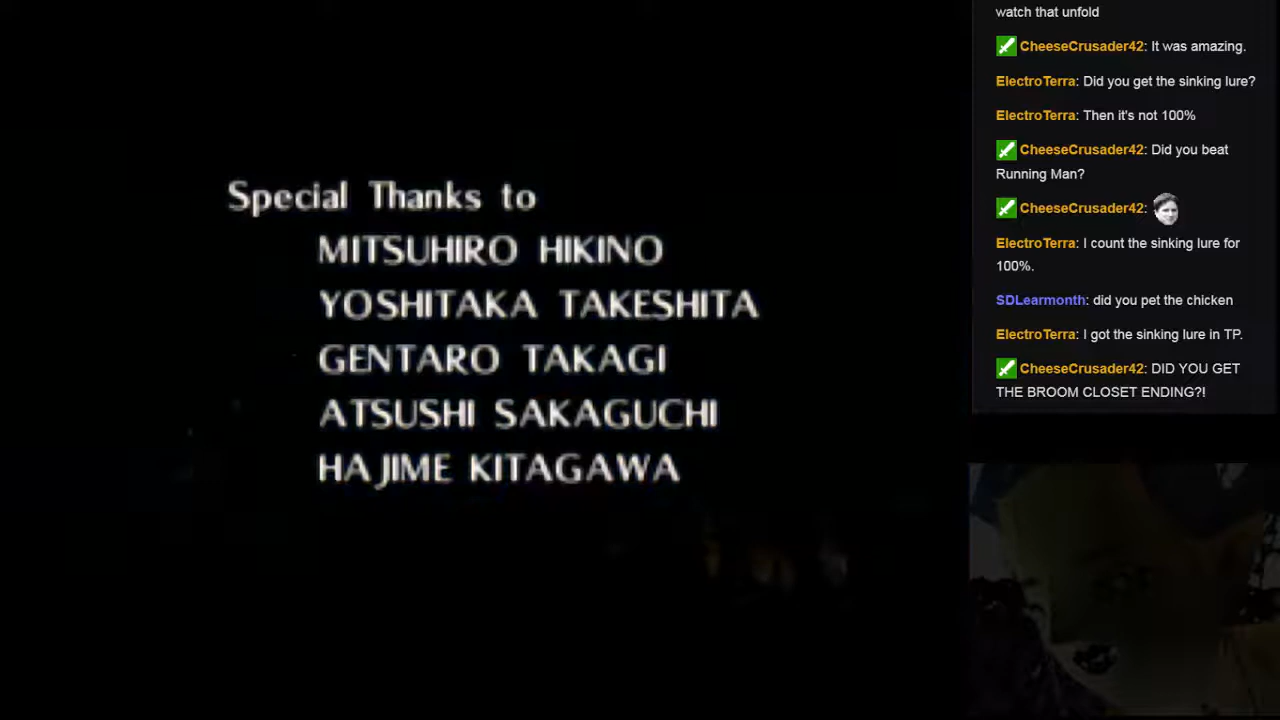 Special Thanks to
MITSUHIRO HIKINO
YOSHITAKA TAKESHITA
GENTARO TAKAGI
ATSUSHI SAKAGUCHI
HAJIME KITAGAWA
watch that unfold
CheeseCrusader42: It was amazing.
ElectroTerra: Did you get the sinking lure?
ElectroTerra: Then it's not 100%
CheeseCrusader42: Did you beat
Running Man?
CheeseCrusader42:
ElectroTerra: I count the sinking lure for
100%.
SDLearmonth: did you pet the chicken
ElectroTerra: I got the sinking lure in TP.
CheeseCrusader42: DID YOU GET
THE BROOM CLOSET ENDING?!